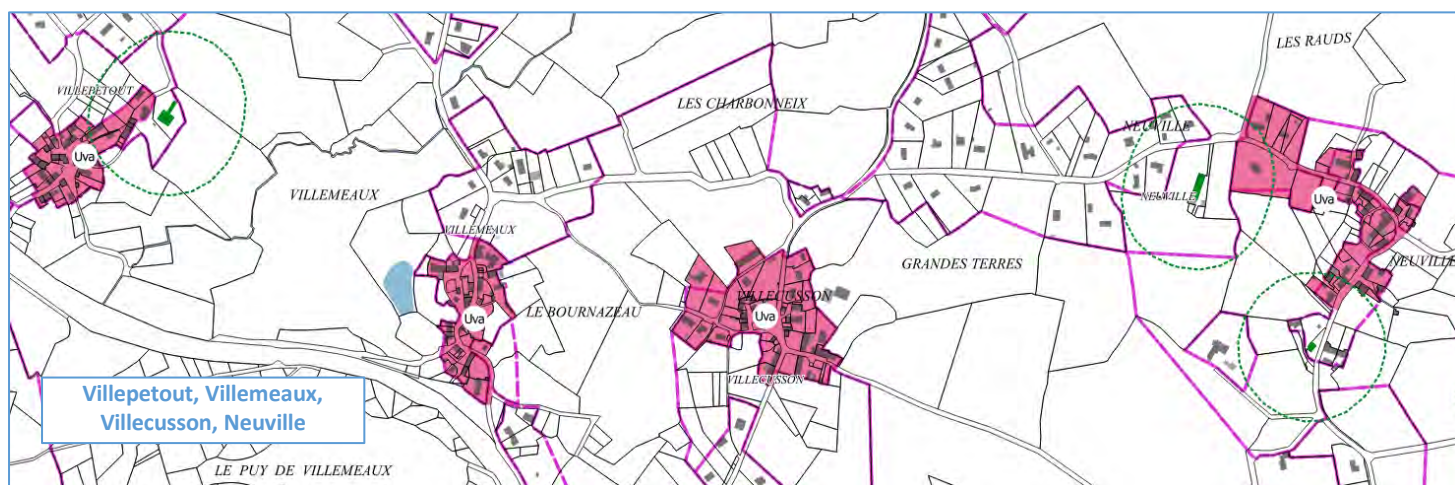 LES RAUDS
VILLEPETOUT
LES CHARBONNEIX
NEUVILLE
Uva
VILLEMEAUX
NEUVILLE
Uva
VILLEMEAUX
GRANDES TERRES
NEUVILLE
VILLECUSSON
LE BOURNAZEAU
Uva
Uva
VILLECUSSON
Villepetout, Villemeaux,
Villecusson, Neuville
LE PUY DE VILLEMEAUX